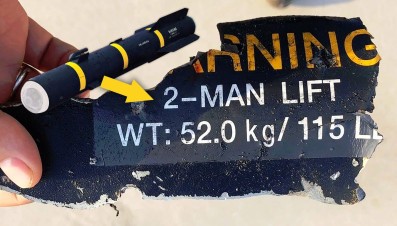 RNING
2-MAN LIFT
WT: 52.0 kg/ 115 L